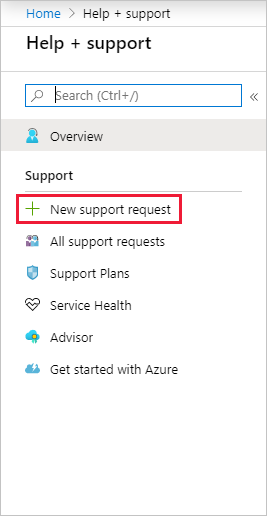 Home > Help + support
Help + support
Search (Ctrl+/)
Overview
Support
New support request
All support requests
Support Plans
Service Health
Advisor
Get started with Azure